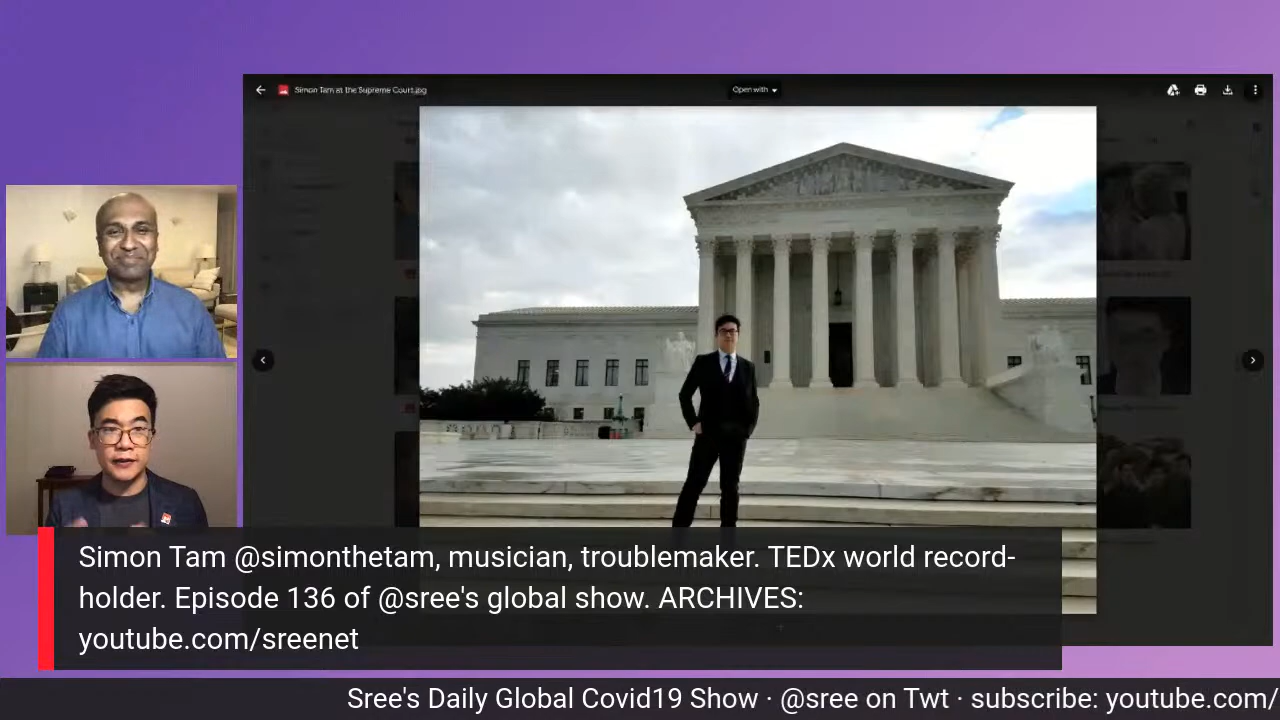 Simon Tam at the Supreme Court.jpg
Open with
Simon Tam @simonthetam, musician, troublemaker. TEDx world record-
holder. Episode 136 of @sree's global show. ARCHIVES:
youtube.com/sreenet
Sree's Daily Global Covid19 Show · @sree on Twt · subscribe: youtube.com/